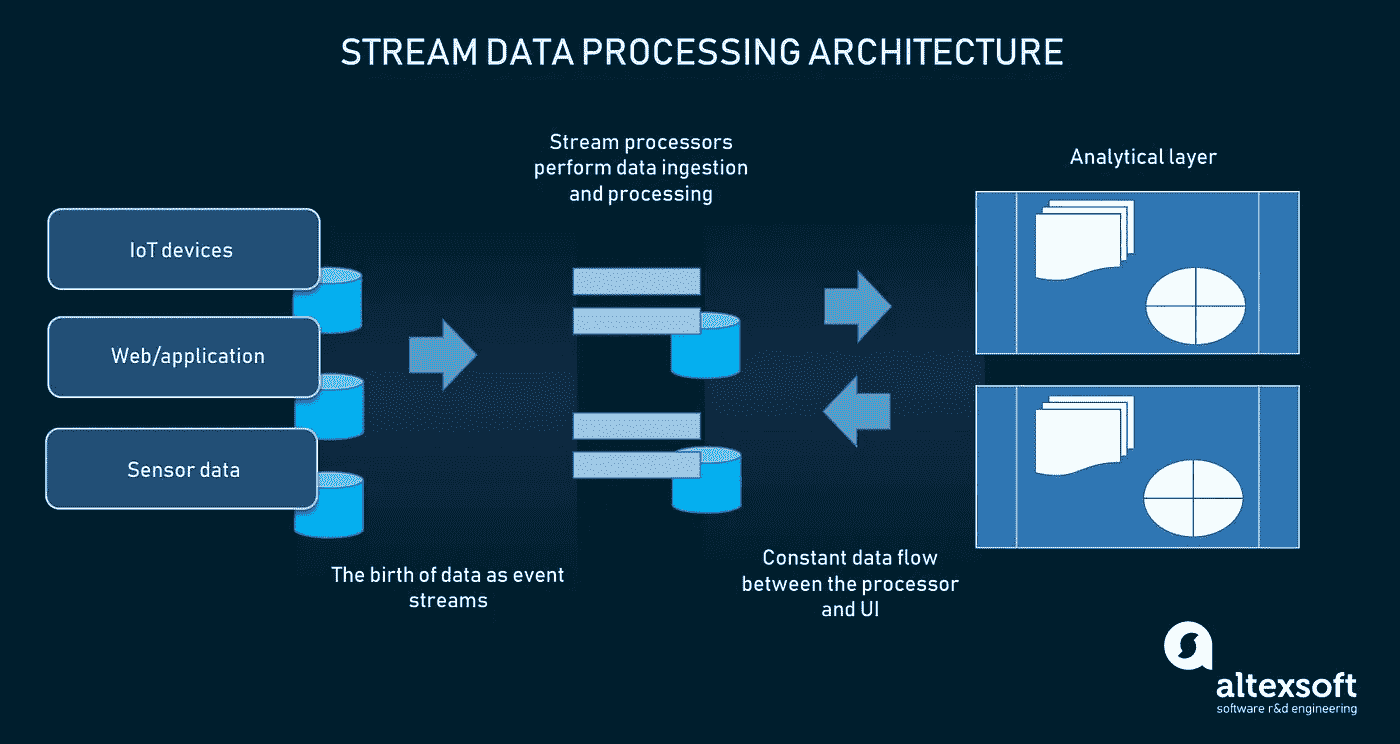 STREAM DATA PROCESSING ARCHITECTURE
Stream processors
perform data ingestion
and processing
Analytical layer
IoT devices
Web/application
Sensor data
The birth of data as event
streams
Constant data flow
between the processor
and UI
altexsoft
software r&d engineering